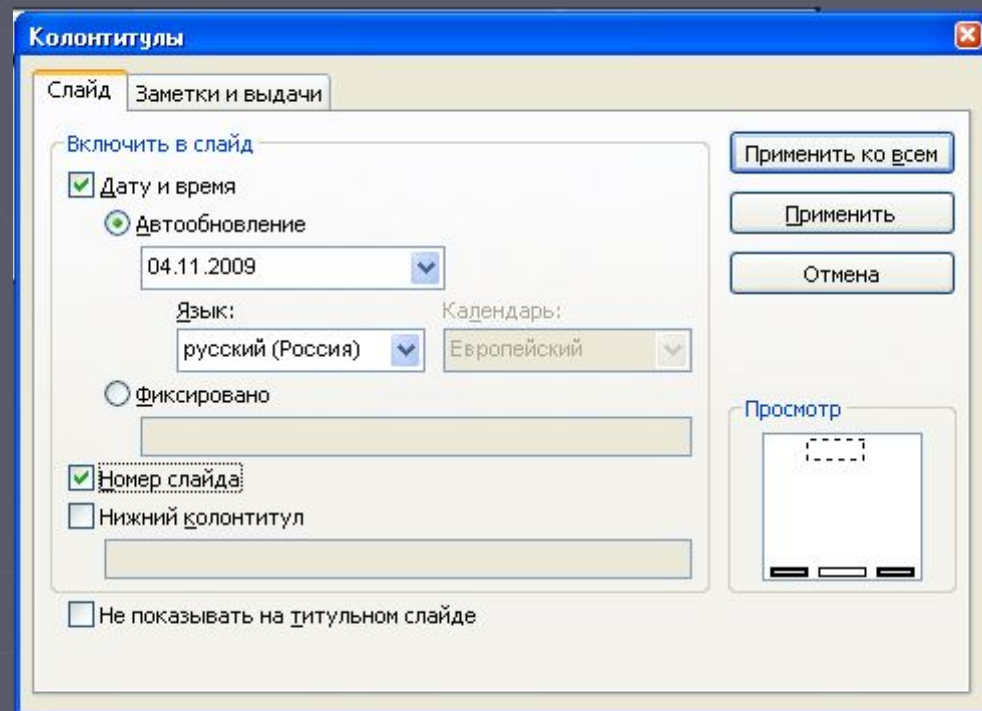 Колонтитулы
Слайд Заметки и выдачи
Включить в слайд
Дату и время
Автообновление
04.11.2009
Язык: Календарь:
русский (Россия) Европейский
Фиксировано
Номер слайда
Нижний колонтитул
Не показывать на титульном слайде
Применить ко всем
Применить
Отмена
Просмотр